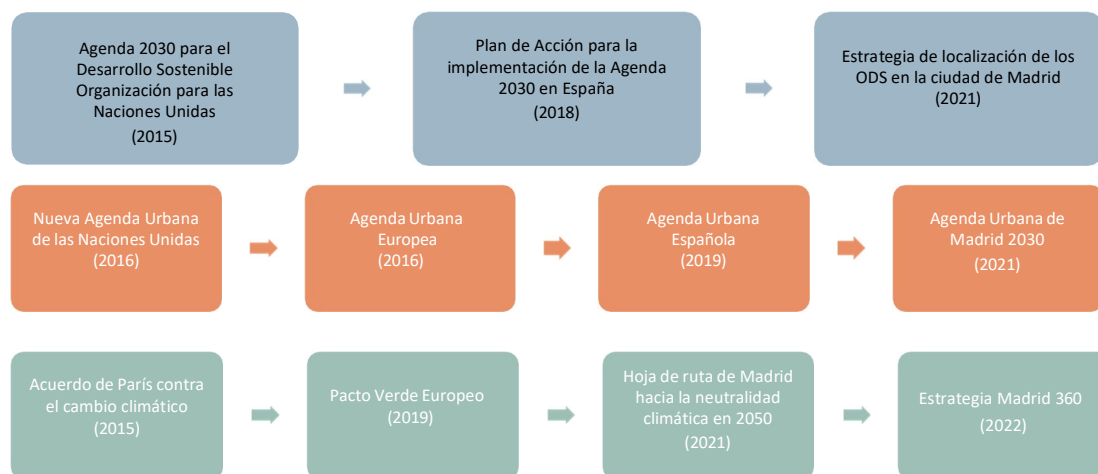 Agenda 2030 para el
Desarrollo Sostenible
Organización para las
Naciones Unidas
(2015)
Plan de Acción para la
implementación de la Agenda
2030 en España
(2018)
Estrategia de localización de los
ODS en la ciudad de Madrid
(2021)
Nueva Agenda Urbana
de las Naciones Unidas
(2016)
Agenda Urbana
Europea
(2016)
Agenda Urbana
Española
(2019)
Agenda Urbana de
Madrid 2030
(2021)
Acuerdo de París contra
el cambio climático
(2015)
Pacto Verde Europeo
(2019)
Hoja de ruta de Madrid
hacia la neutralidad
climática en 2050
(2021)
Estrategia Madrid 360
(2022)